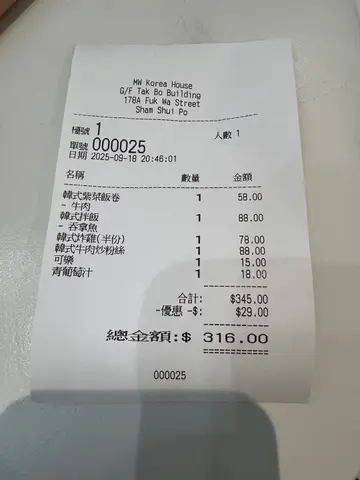 MW Korea House
G/F Tak Bo Building
178A Fuk Wa Street
Sham Shui Po
檯號 1 人數 1
單號 000025
日期 2025-09-18 20:46:01
名稱 數量 金額
韓式紫菜飯卷 1 58.00
- 牛肉
韓式拌飯 1 88.00
- 吞拿魚
韓式炸雞(半份) 1 78.00
韓式牛肉炒粉絲 1 88.00
可樂 1 15.00
青葡萄汁 1 18.00
合計: $345.00
-優惠 -$: $29.00
總金額:$ 316.00
000025